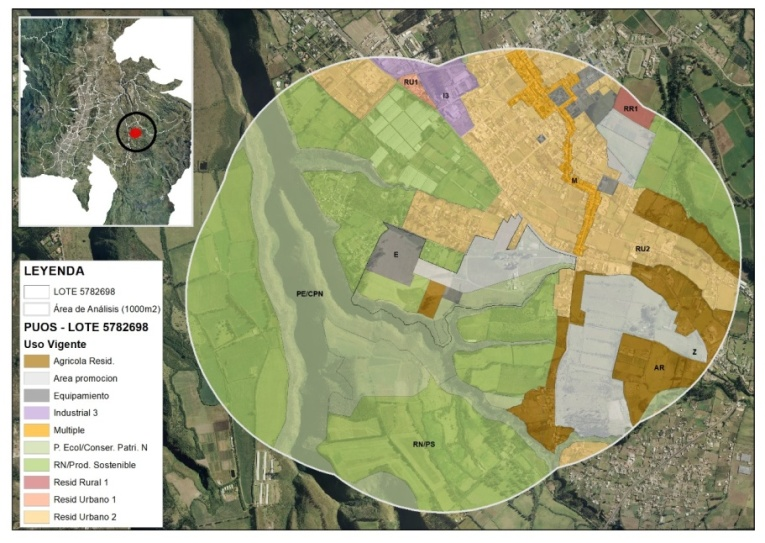 RU1
I3
RR1
M
RU2
E
PE/CPN
Z
AR
RN/PS
LEYENDA
LOTE 5782698
Área de Análisis (1000m2)
PUOS - LOTE 5782698
Uso Vigente
Agricola Resid.
Area promocion
Equipamiento
Industrial 3
Multiple
P. Ecol/Conser. Patri. N
RN/Prod. Sostenible
Resid Rural 1
Resid Urbano 1
Resid Urbano 2